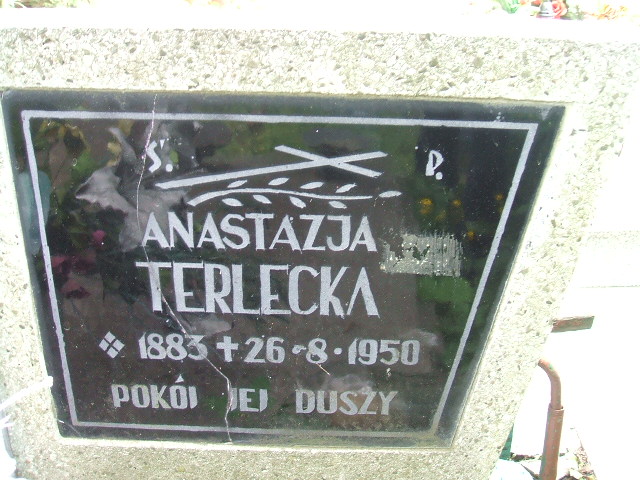 Ś. P.
ANASTAZJA
TERLECKA
1883 + 26-8-1950
POKÓJ JEJ DUSZY